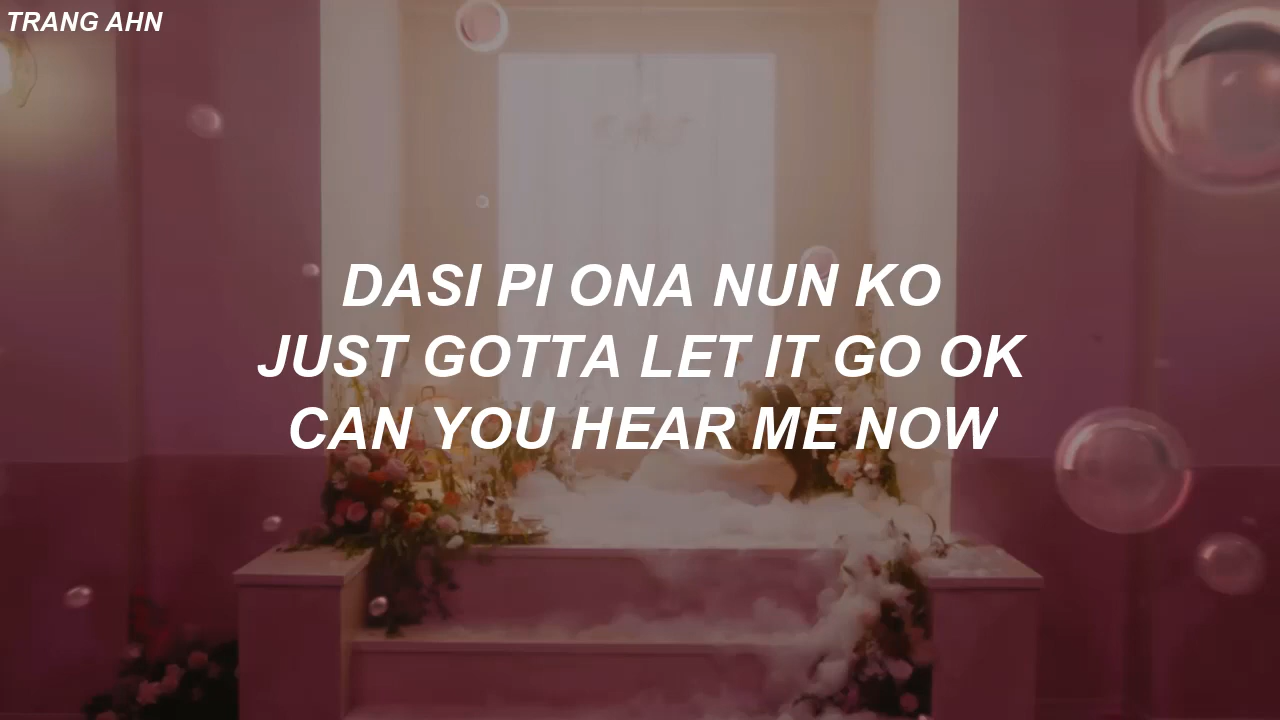 TRANG AHN
DASI PI ONA NUN KO
JUST GOTTA LET IT GO OK
CAN YOU HEAR ME NOW